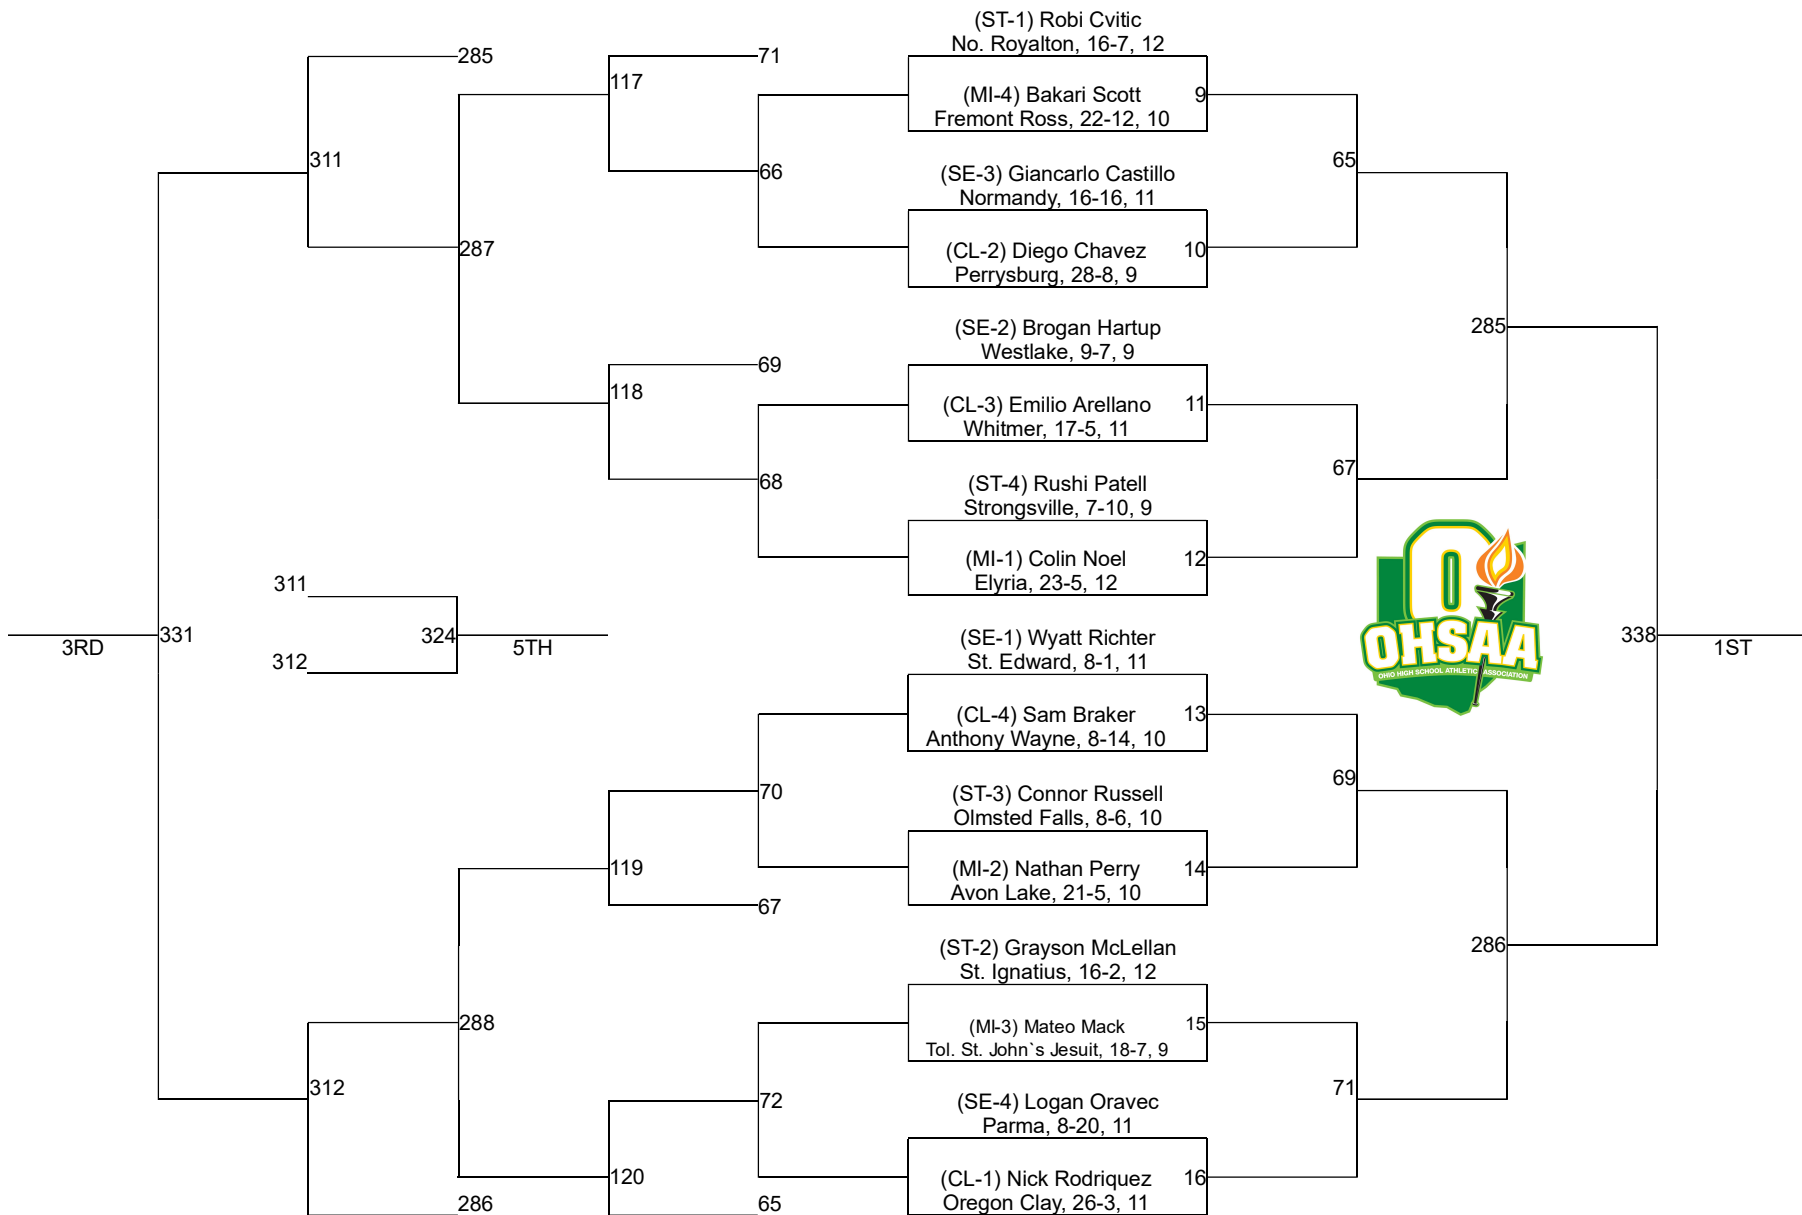 (ST-1) Robi Cvitic
No. Royalton, 16-7, 12
285
71
117
(MI-4) Bakari Scott
9
Fremont Ross, 22-12, 10
311
66
(SE-3) Giancarlo Castillo
65
Normandy, 16-16, 11
287
(CL-2) Diego Chavez
10
Perrysburg, 28-8, 9
(SE-2) Brogan Hartup
285
Westlake, 9-7, 9
69
118
(CL-3) Emilio Arellano
11
Whitmer, 17-5, 11
68
(ST-4) Rushi Patell
67
Strongsville, 7-10, 9
(MI-1) Colin Noel
12
Elyria, 23-5, 12
311
331
3RD
324
5TH
312
(SE-1) Wyatt Richter
St. Edward, 8-1, 11
O
OHSAA
OHIO HIGH SCHOOL ATHLETIC ASSOCIATION
338
1ST
(CL-4) Sam Braker
13
Anthony Wayne, 8-14, 10
70
(ST-3) Connor Russell
69
Olmsted Falls, 8-6, 10
119
(MI-2) Nathan Perry
14
Avon Lake, 21-5, 10
67
(ST-2) Grayson McLellan
286
St. Ignatius, 16-2, 12
288
(MI-3) Mateo Mack
15
Tol. St. John`s Jesuit, 18-7, 9
312
72
(SE-4) Logan Oravec
71
Parma, 8-20, 11
120
(CL-1) Nick Rodriquez
16
Oregon Clay, 26-3, 11
286
65